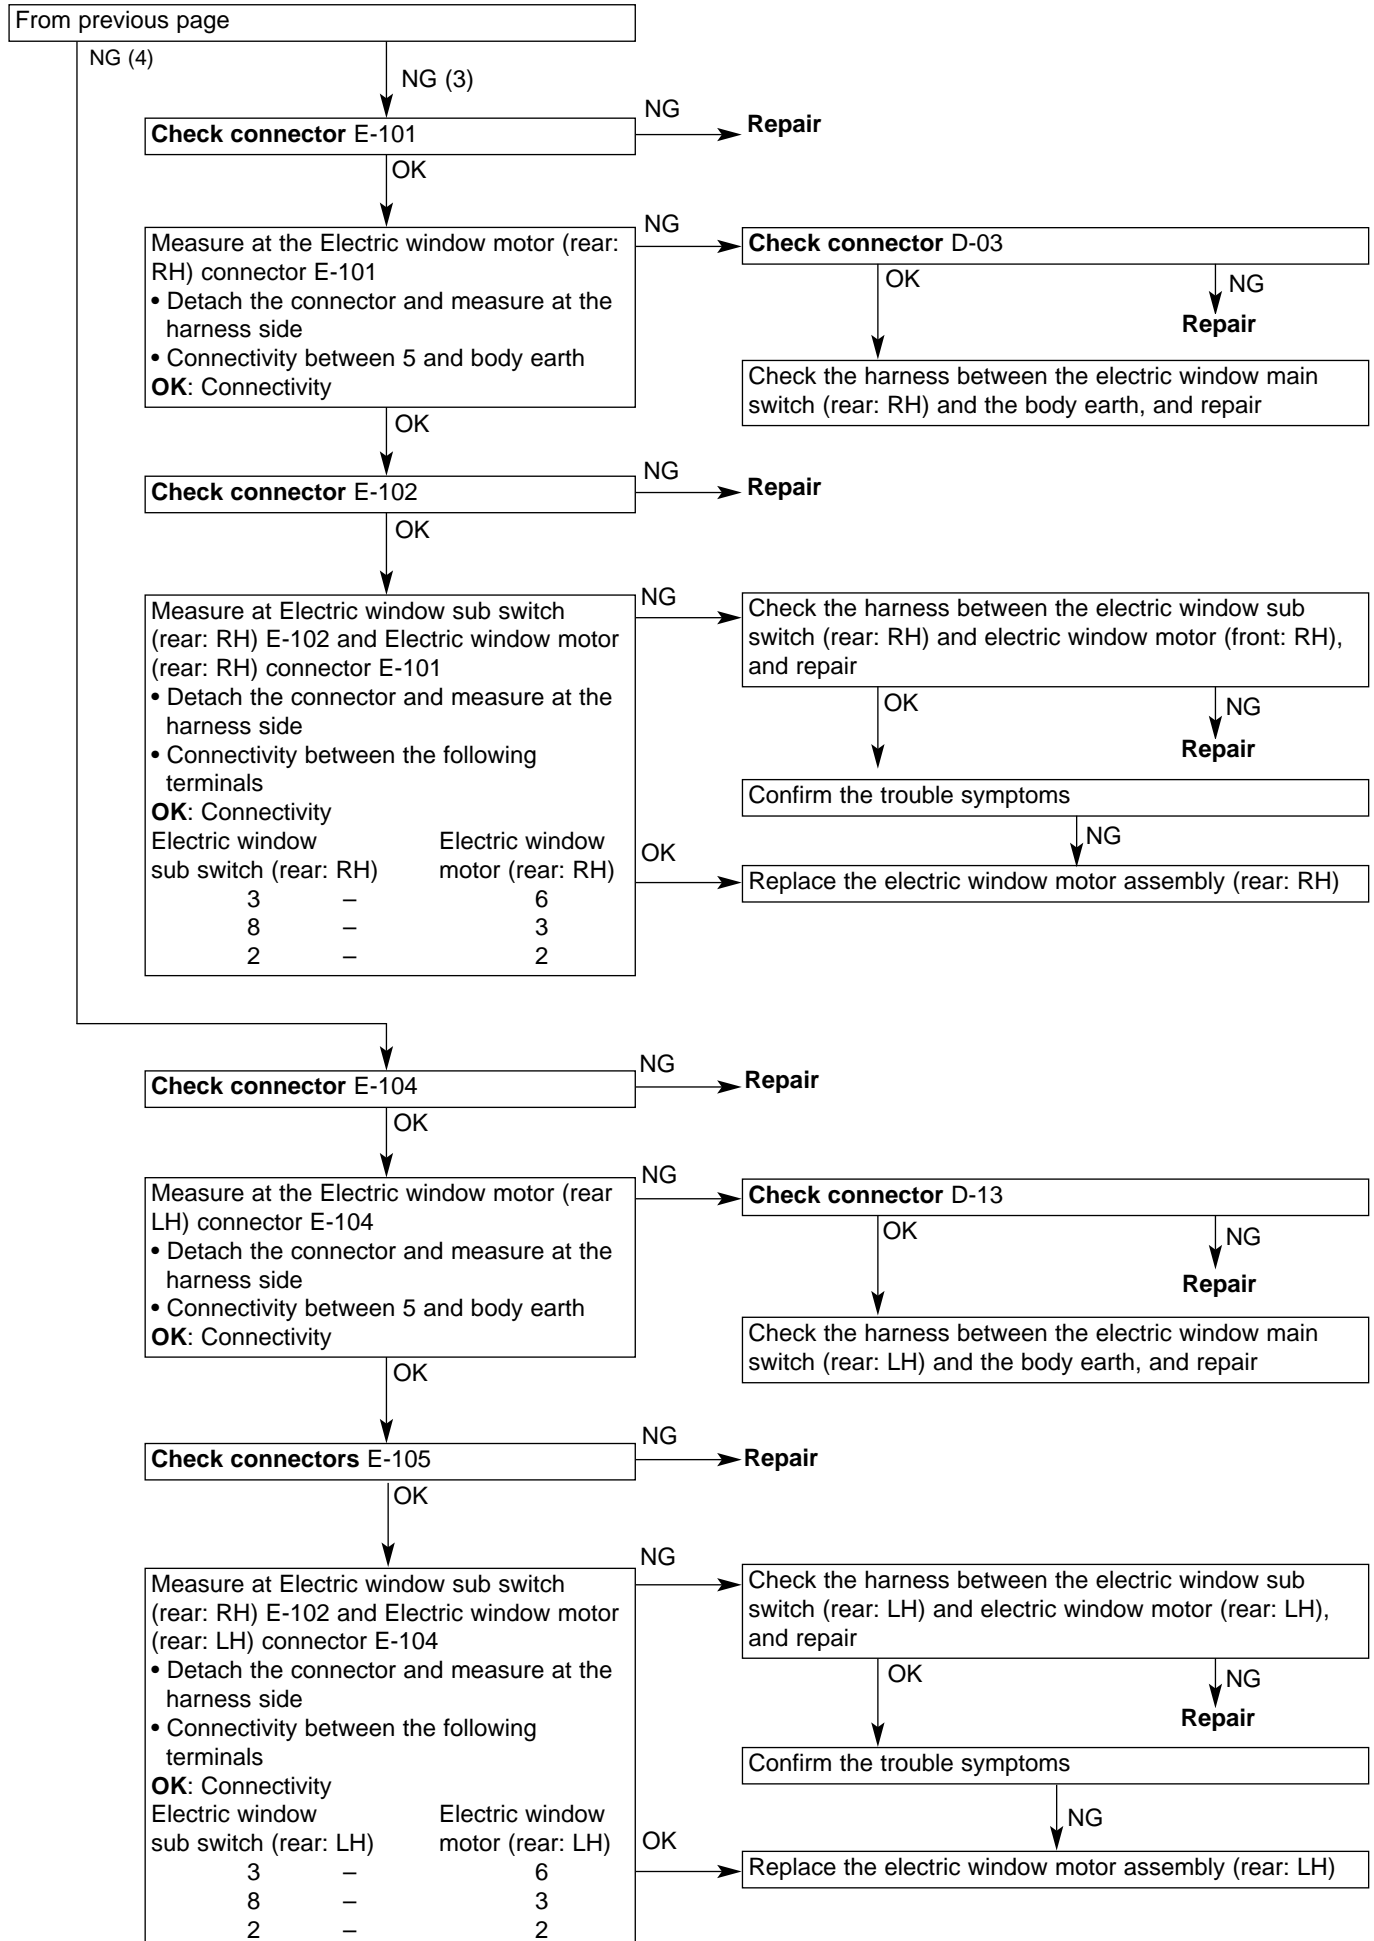 From previous page
NG (4)
NG (3)
Check connector E-101
NG
Repair
OK
Measure at the Electric window motor (rear:
RH) connector E-101
• Detach the connector and measure at the
harness side
• Connectivity between 5 and body earth
OK: Connectivity
NG
Check connector D-03
OK
NG
Repair
Check the harness between the electric window main
switch (rear: RH) and the body earth, and repair
OK
Check connector E-102
NG
Repair
OK
Measure at Electric window sub switch
(rear: RH) E-102 and Electric window motor
(rear: RH) connector E-101
• Detach the connector and measure at the
harness side
• Connectivity between the following
terminals
OK: Connectivity
Electric window Electric window
sub switch (rear: RH) motor (rear: RH)
3 – 6
8 – 3
2 – 2
NG
Check the harness between the electric window sub
switch (rear: RH) and electric window motor (front: RH),
and repair
OK
NG
Repair
Confirm the trouble symptoms
NG
OK
Replace the electric window motor assembly (rear: RH)
Check connector E-104
NG
Repair
OK
Measure at the Electric window motor (rear
LH) connector E-104
• Detach the connector and measure at the
harness side
• Connectivity between 5 and body earth
OK: Connectivity
NG
Check connector D-13
OK
NG
Repair
Check the harness between the electric window main
switch (rear: LH) and the body earth, and repair
OK
Check connectors E-105
NG
Repair
OK
Measure at Electric window sub switch
(rear: RH) E-102 and Electric window motor
(rear: LH) connector E-104
• Detach the connector and measure at the
harness side
• Connectivity between the following
terminals
OK: Connectivity
Electric window Electric window
sub switch (rear: LH) motor (rear: LH)
3 – 6
8 – 3
2 – 2
NG
Check the harness between the electric window sub
switch (rear: LH) and electric window motor (rear: LH),
and repair
OK
NG
Repair
Confirm the trouble symptoms
NG
OK
Replace the electric window motor assembly (rear: LH)